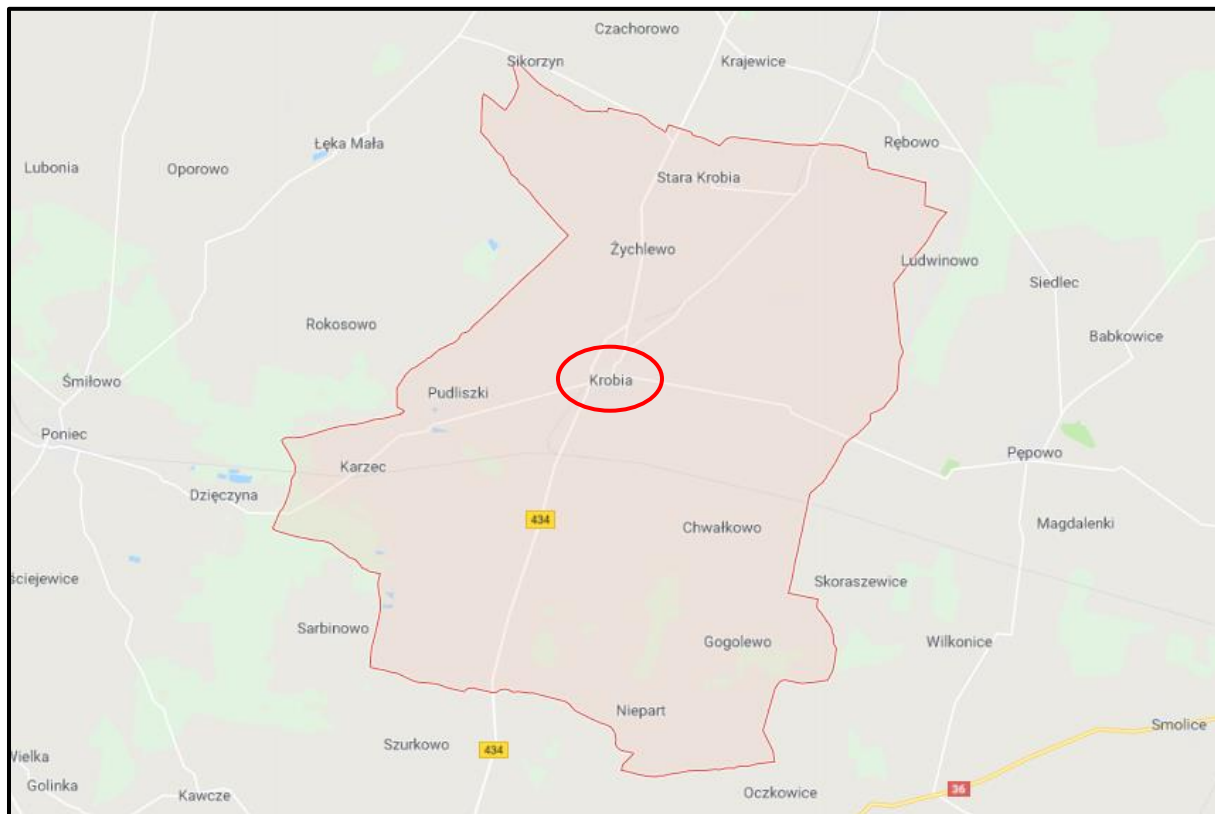 Czachorowo
Sikorzyn
Krajewice
Łęka Mała
Rębowo
Lubonia
Oporowo
Stara Krobia
Żychlewo
Ludwinowo
Siedlec
Rokosowo
Babkowice
Śmiłowo
Krobia
Pudliszki
Poniec
Pępowo
Karzec
Dzięczyna
434
Chwałkowo
Magdalenki
ściejewice
Skoraszewice
Sarbinowo
Gogolewo
Wilkonice
Niepart
Smolice
Szurkowo
434
Wielka
Golinka
Kawcze
Oczkowice
36